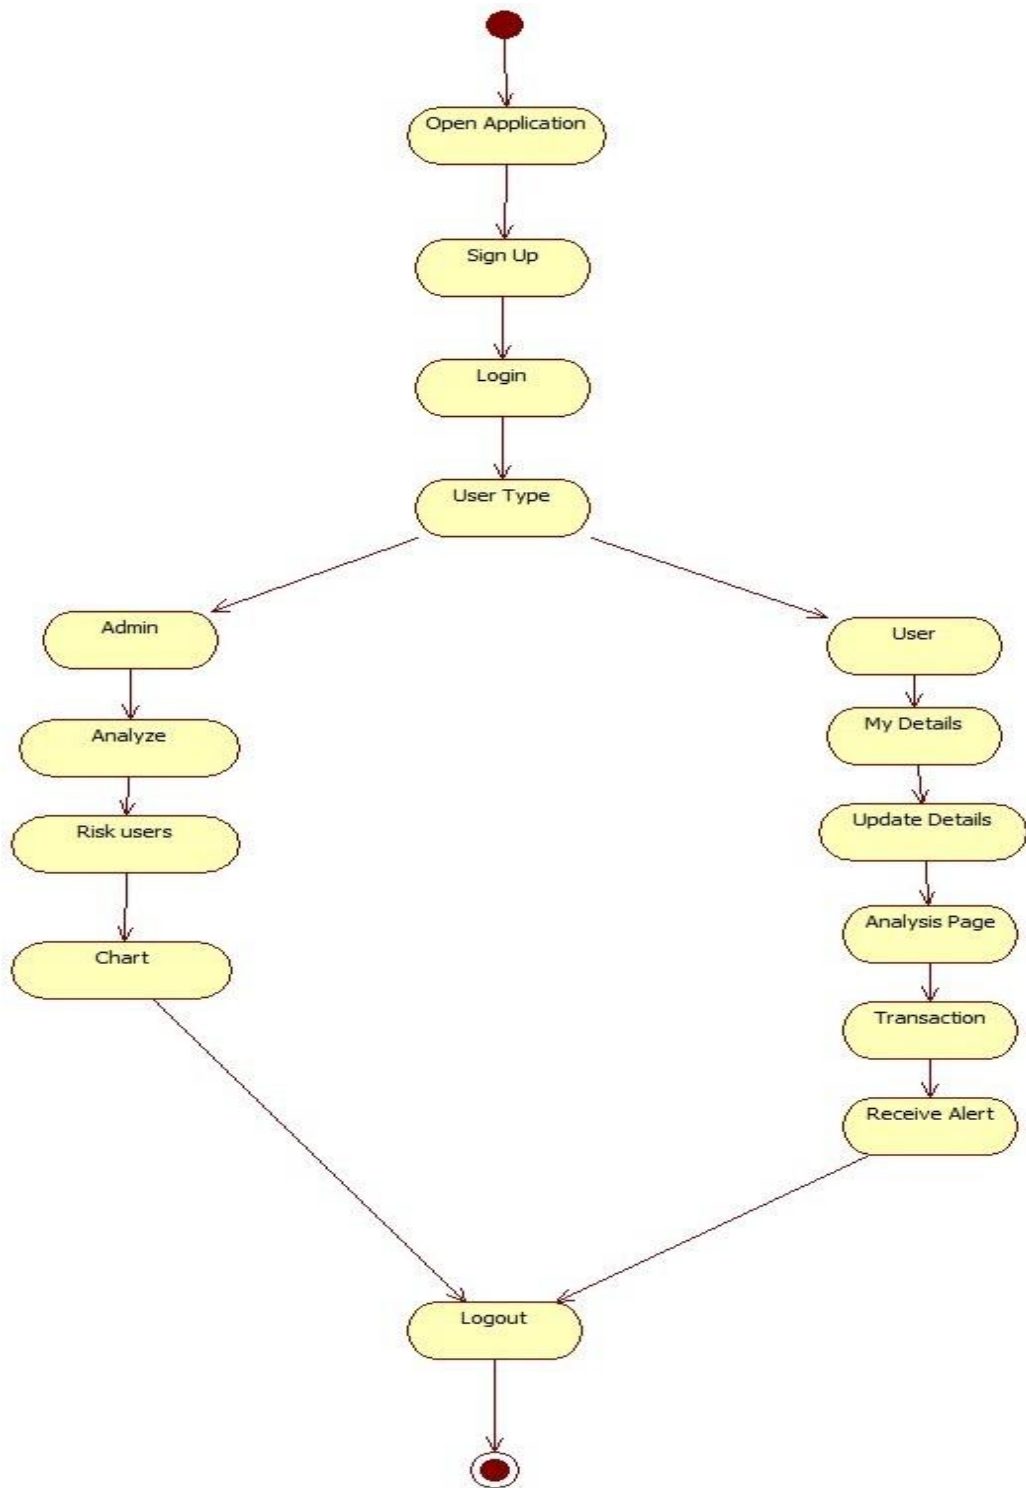 Open Application
Sign Up
Login
User Type
Admin
User
My Details
Analyze
Update Details
Risk users
Analysis Page
Chart
Transaction
Receive Alert
Logout